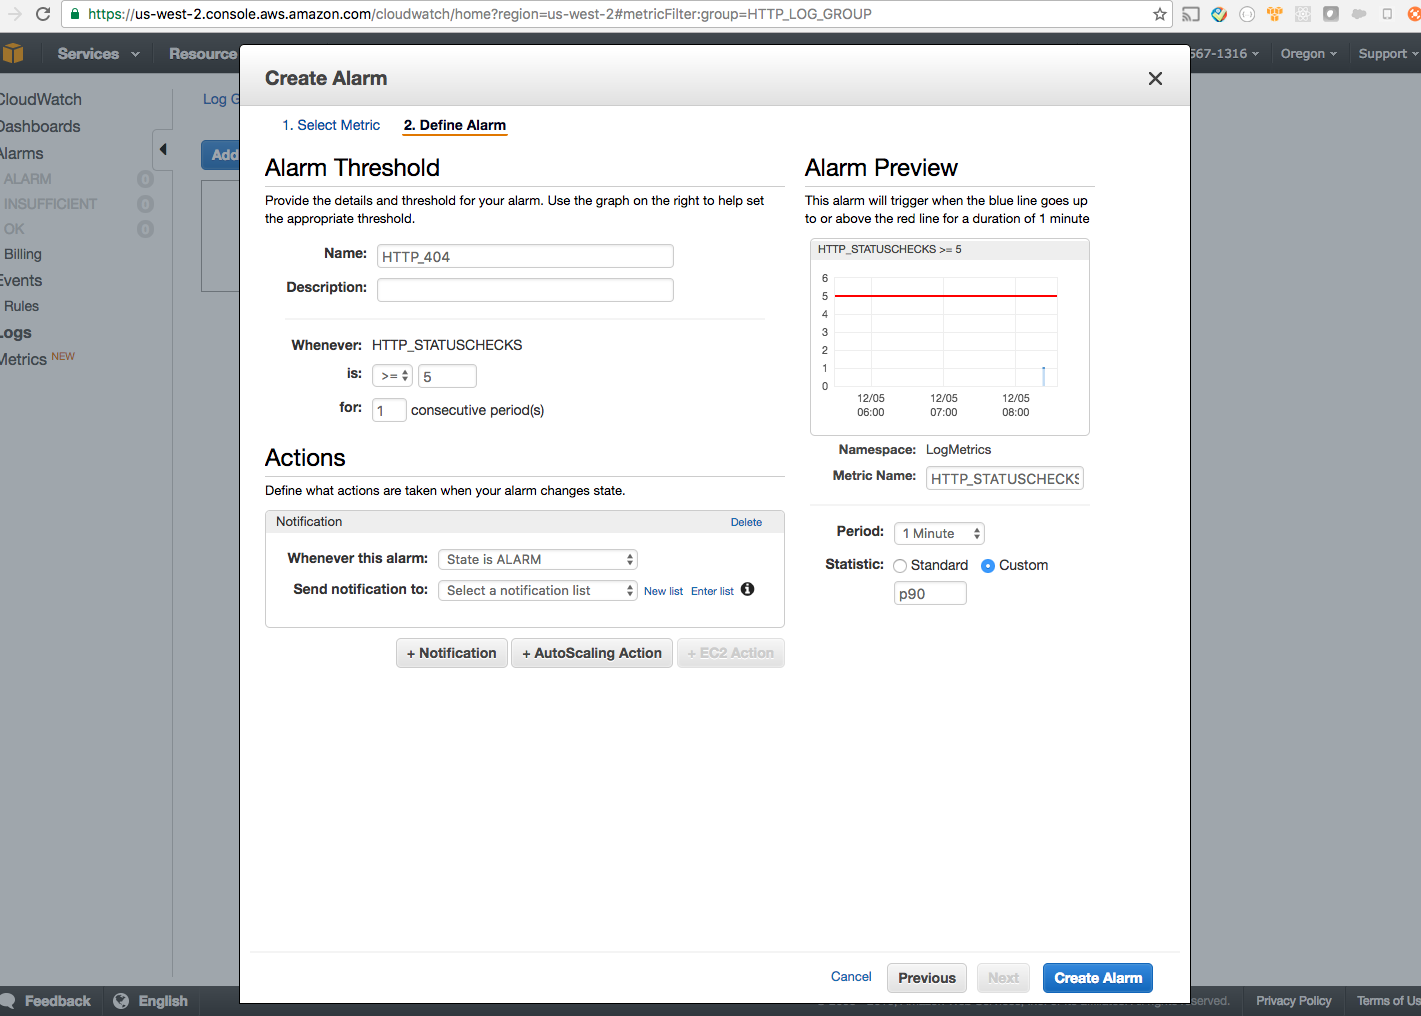 https://us-west-2.console.aws.amazon.com/cloudwatch/home?region=us-west-2#metricFilter:group=HTTP_LOG_GROUP
Services
Resource
567-1316
Oregon
Support
CloudWatch
Dashboards
Alarms
ALARM 0
INSUFFICIENT 0
OK 0
Billing
Events
Rules
Logs
Metrics NEW
Log G
Add
Create Alarm
1. Select Metric
2. Define Alarm
Alarm Threshold
Provide the details and threshold for your alarm. Use the graph on the right to help set
the appropriate threshold.
Name: HTTP_404
Description:
Whenever: HTTP_STATUSCHECKS
is: >= 5
for: 1 consecutive period(s)
Actions
Define what actions are taken when your alarm changes state.
Notification Delete
Whenever this alarm: State is ALARM
Send notification to: Select a notification list New list Enter list
+ Notification + AutoScaling Action + EC2 Action
Alarm Preview
This alarm will trigger when the blue line goes up
to or above the red line for a duration of 1 minute
HTTP_STATUSCHECKS >= 5
6
5
4
3
2
1
0
12/05 12/05 12/05
06:00 07:00 08:00
Namespace: LogMetrics
Metric Name: HTTP_STATUSCHECKS
Period: 1 Minute
Statistic: Standard Custom
p90
Cancel Previous Next Create Alarm
Feedback English
served. Privacy Policy Terms of Us